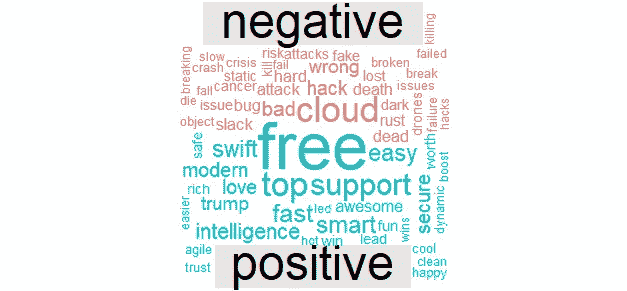 negative
killing
breaking slow crisis riskattacks fake failed
crash kill fail wrong broken
static hard lost break
fall cancer attack hack death issues
die issue bug bad cloud dark drones failure hacks
object slack rust
dead
safe swift free easy worth boost
modern
rich love top support secure dynamic
easier trump fast led awesome
intelligence smart fun wins
agile hot win lead cool
trust clean
happy
positive